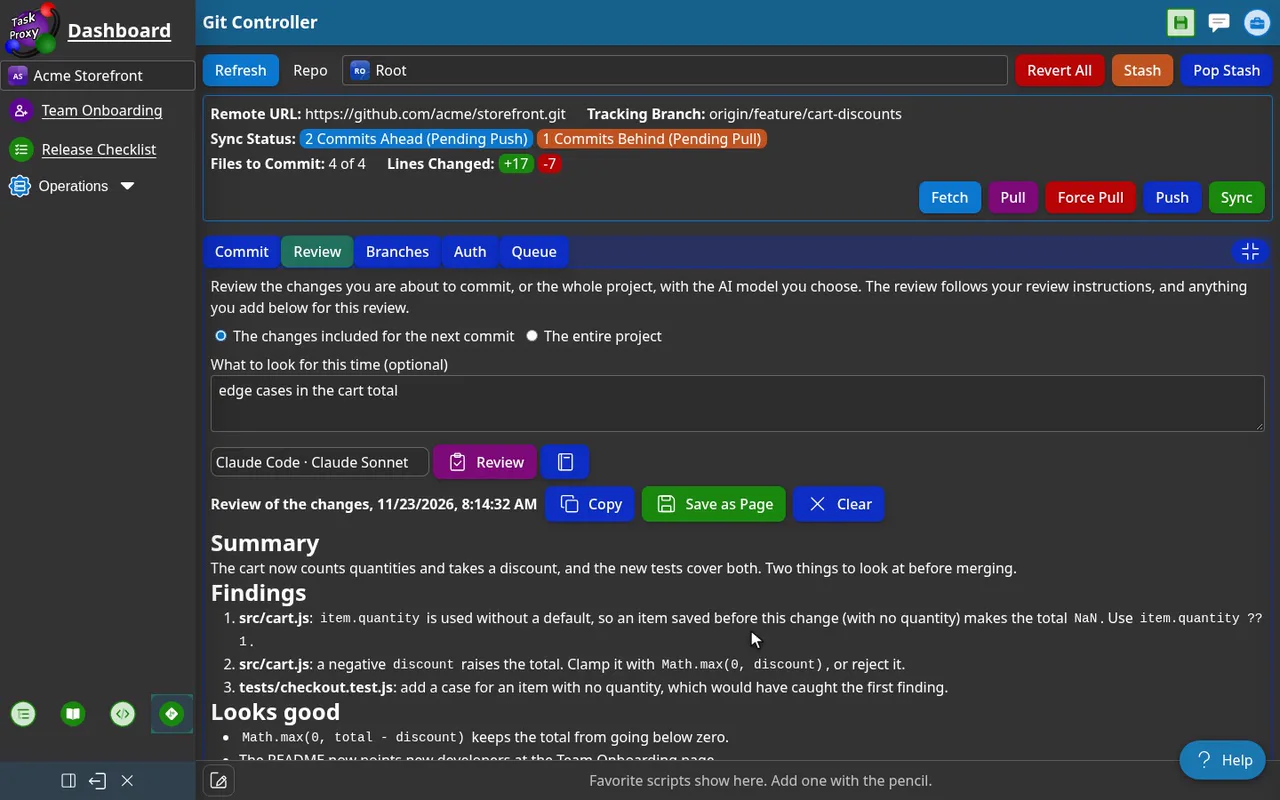 Task Proxy
Dashboard
Git Controller
AS Acme Storefront
Team Onboarding
Release Checklist
Operations
Refresh Repo RO Root Revert All Stash Pop Stash
Remote URL: https://github.com/acme/storefront.git Tracking Branch: origin/feature/cart-discounts
Sync Status: 2 Commits Ahead (Pending Push) 1 Commits Behind (Pending Pull)
Files to Commit: 4 of 4 Lines Changed: +17 -7
Fetch Pull Force Pull Push Sync
Commit Review Branches Auth Queue
Review the changes you are about to commit, or the whole project, with the AI model you choose. The review follows your review instructions, and anything
you add below for this review.
The changes included for the next commit The entire project
What to look for this time (optional)
edge cases in the cart total
Claude Code · Claude Sonnet Review
Review of the changes, 11/23/2026, 8:14:32 AM Copy Save as Page Clear
Summary
The cart now counts quantities and takes a discount, and the new tests cover both. Two things to look at before merging.
Findings
1. src/cart.js: item.quantity is used without a default, so an item saved before this change (with no quantity) makes the total NaN. Use item.quantity ??
1.
2. src/cart.js: a negative discount raises the total. Clamp it with Math.max(0, discount), or reject it.
3. tests/checkout.test.js: add a case for an item with no quantity, which would have caught the first finding.
Looks good
• Math.max(0, total - discount) keeps the total from going below zero.
• The README now points new developers at the Team Onboarding page.
Favorite scripts show here. Add one with the pencil.
? Help